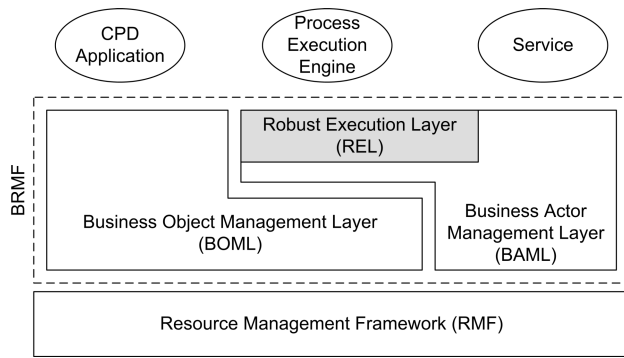 CPD
Application
Process
Execution
Engine
Service
BRMF
Robust Execution Layer
(REL)
Business Object Management Layer
(BOML)
Business Actor
Management Layer
(BAML)
Resource Management Framework (RMF)